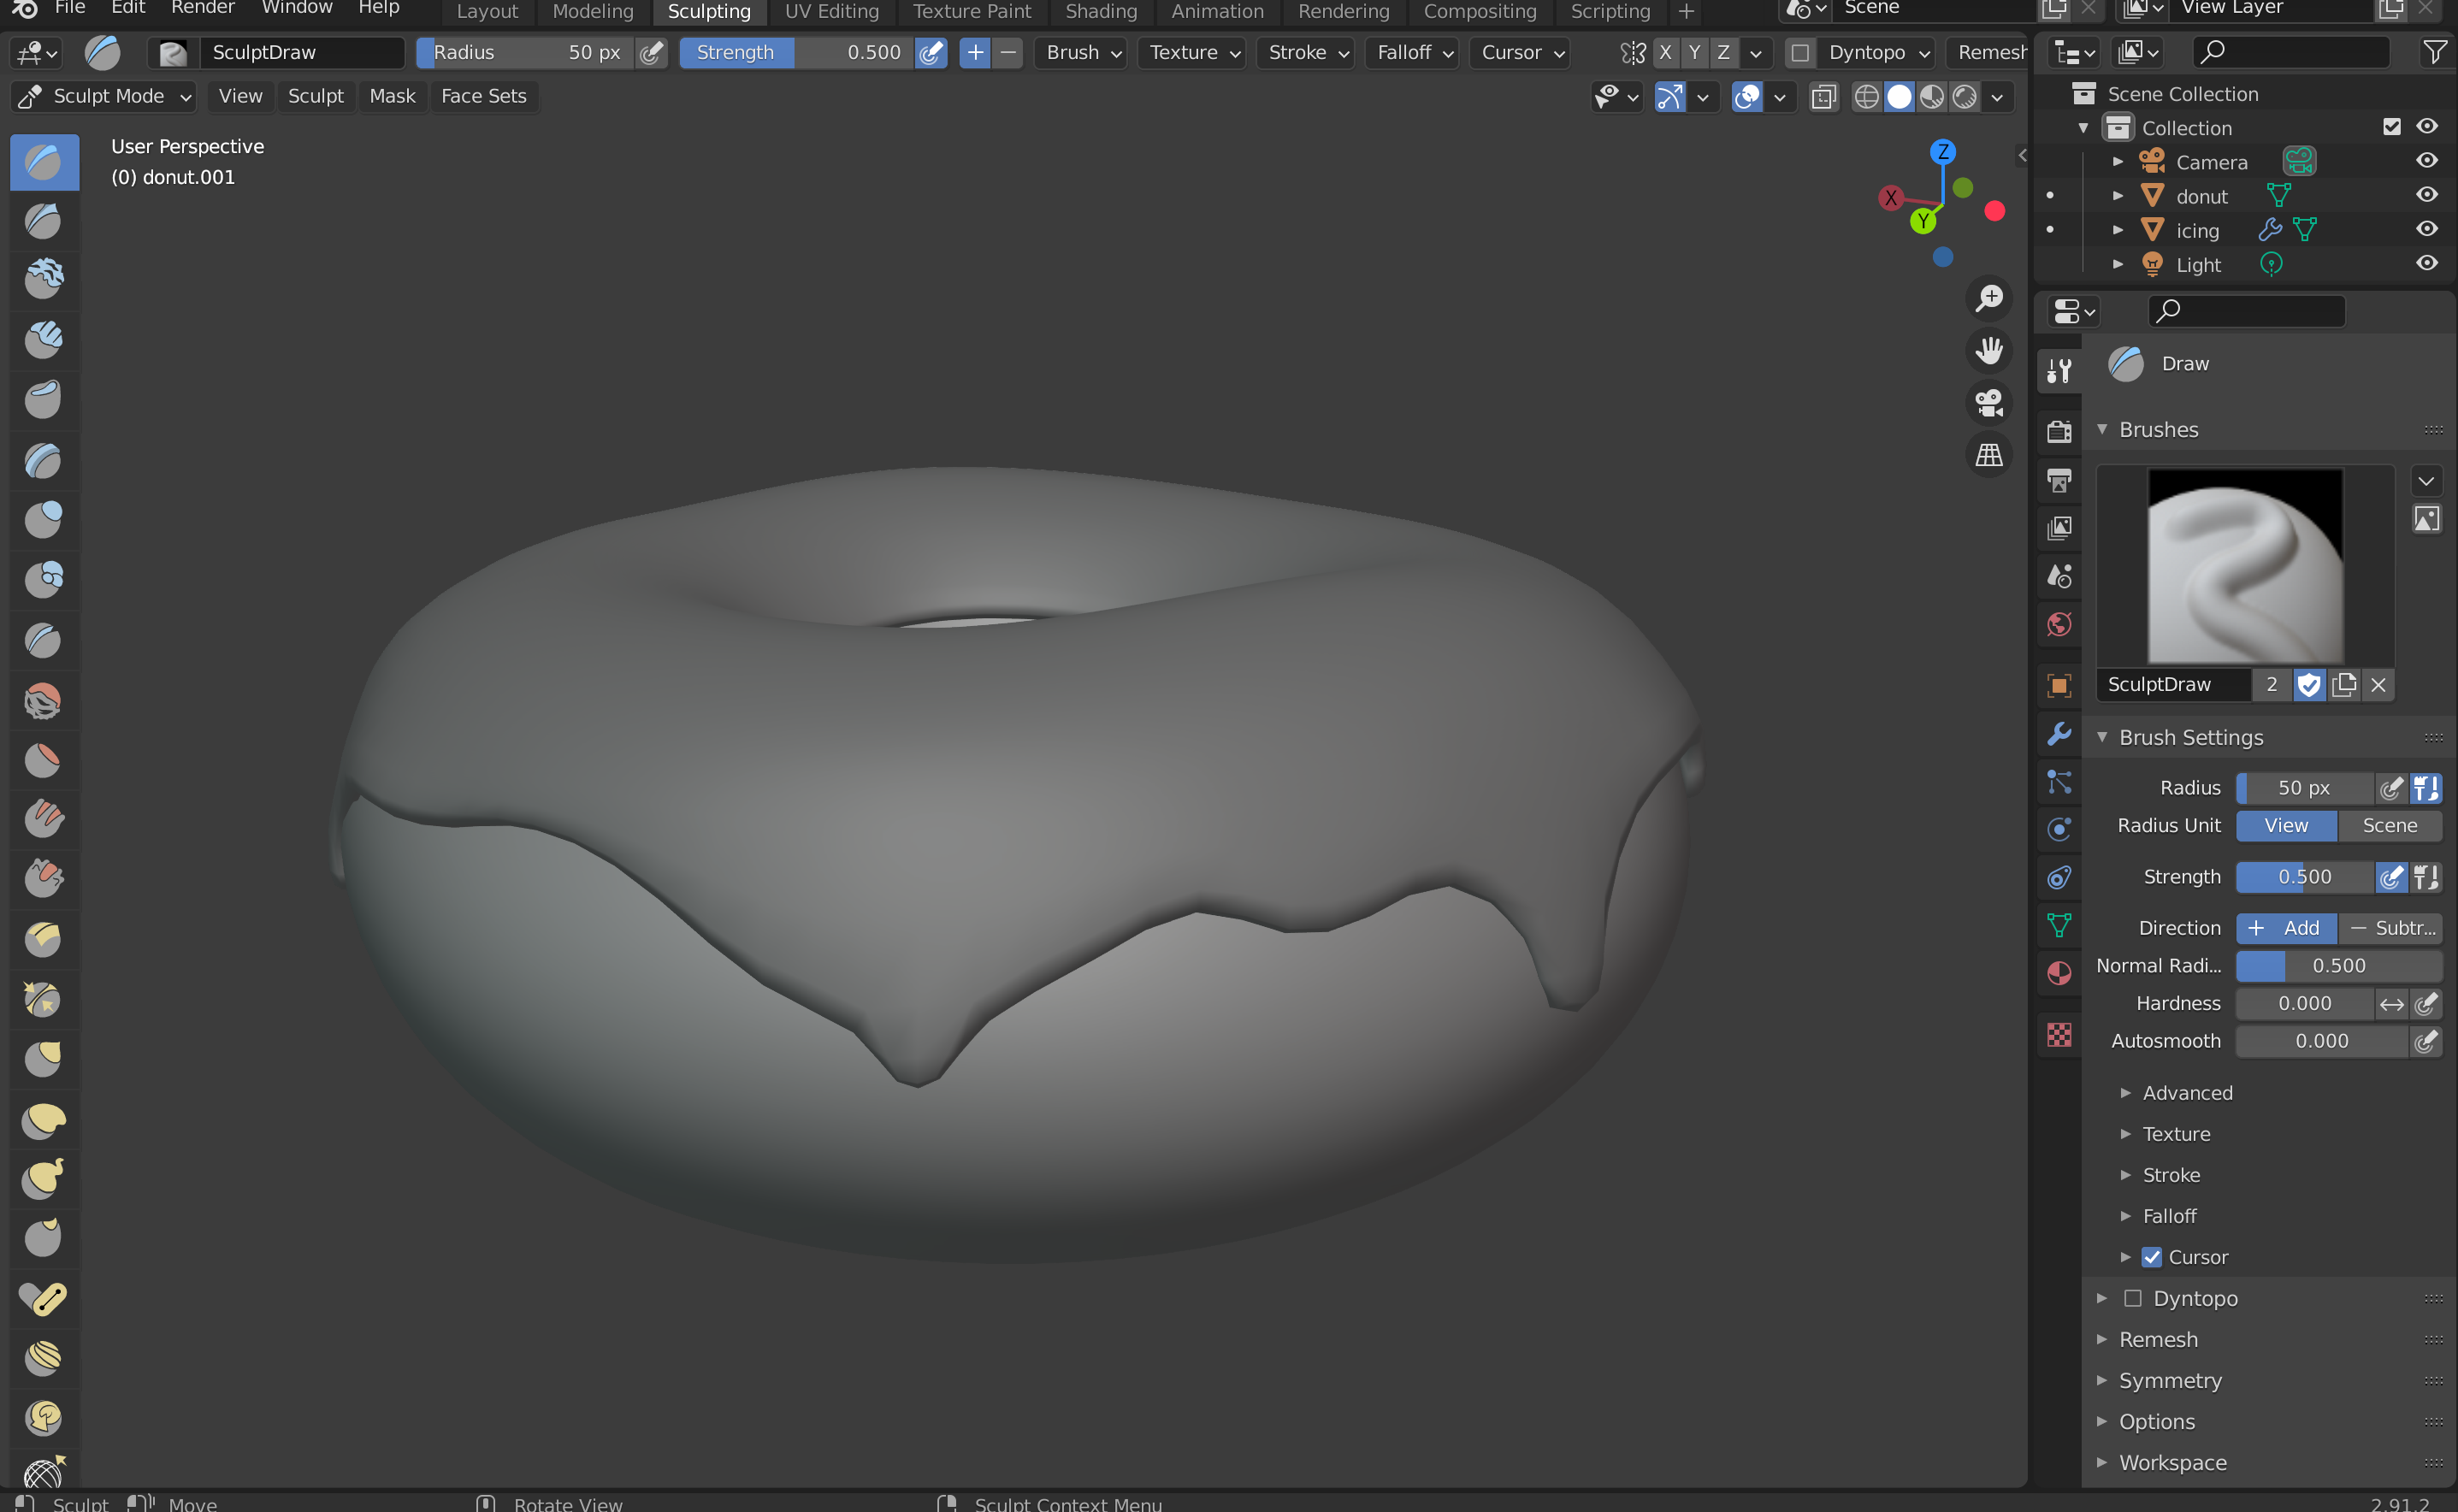 File Edit Render Window Help Layout Modeling Sculpting UV Editing Texture Paint Shading Animation Rendering Compositing Scripting + Scene View Layer
SculptDraw Radius 50 px Strength 0.500 + − Brush Texture Stroke Falloff Cursor X Y Z Dyntopo Remesh
Sculpt Mode View Sculpt Mask Face Sets
User Perspective
(0) donut.001
Z
X
Y
Scene Collection
Collection
Camera
donut
icing
Light
Draw
Brushes
SculptDraw 2
Brush Settings
Radius 50 px
Radius Unit View Scene
Strength 0.500
Direction + Add − Subtr...
Normal Radi... 0.500
Hardness 0.000
Autosmooth 0.000
Advanced
Texture
Stroke
Falloff
Cursor
Dyntopo
Remesh
Symmetry
Options
Workspace
Sculpt Move Rotate View Sculpt Context Menu 2.91.2